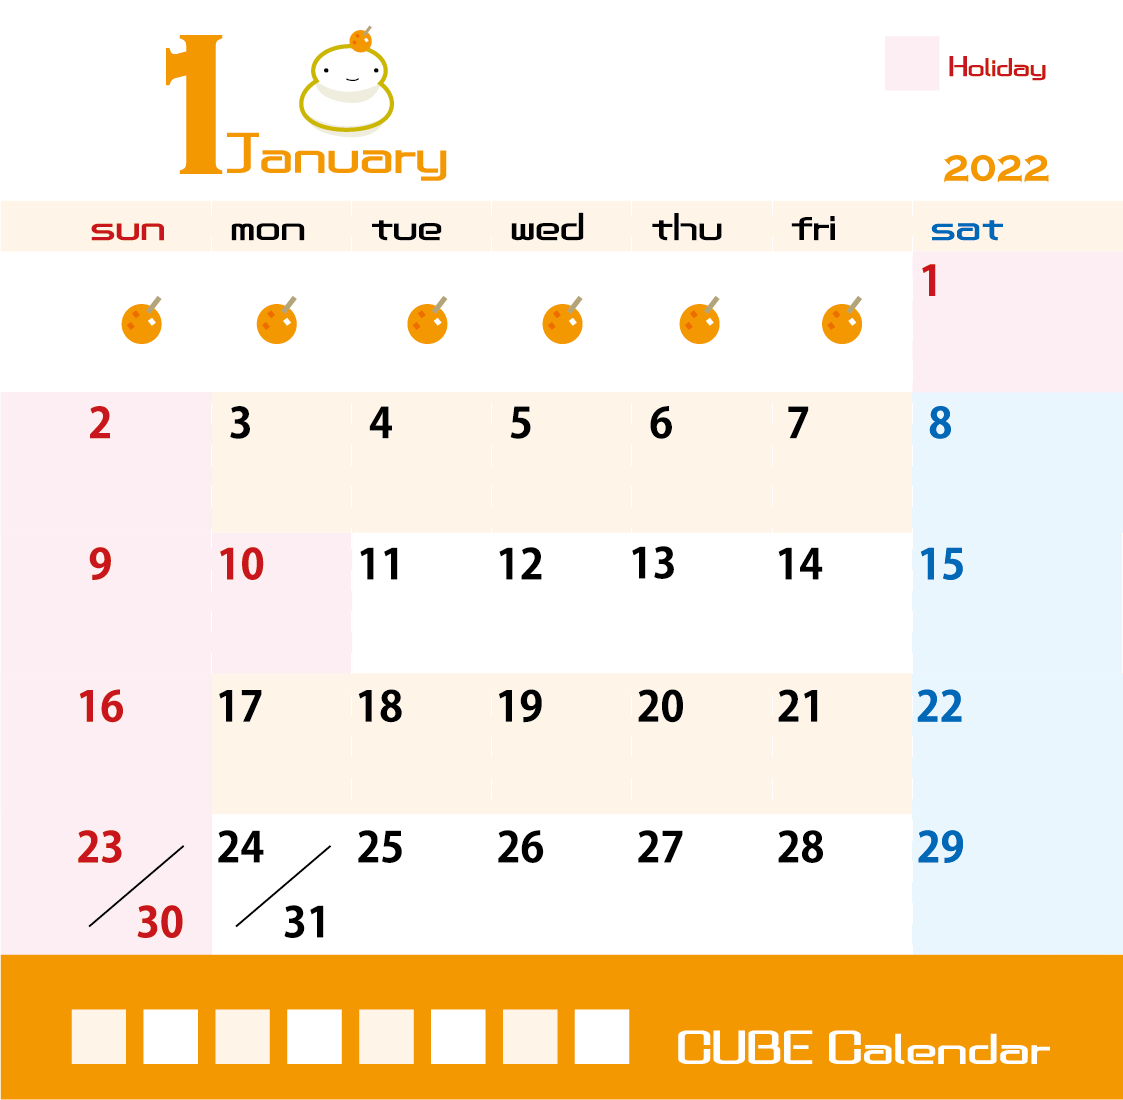 1 January
Holiday
2022
sun mon tue wed thu fri sat
1
2 3 4 5 6 7 8
9 10 11 12 13 14 15
16 17 18 19 20 21 22
23 24 25 26 27 28 29
30 31
CUBE Calendar